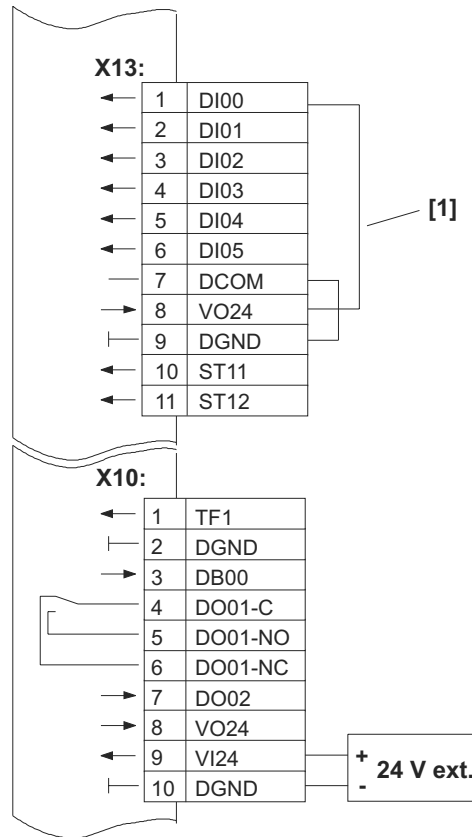 X13:
1 DI00
2 DI01
3 DI02
4 DI03
5 DI04
6 DI05
7 DCOM
8 VO24
9 DGND
10 ST11
11 ST12
[1]
X10:
1 TF1
2 DGND
3 DB00
4 DO01-C
5 DO01-NO
6 DO01-NC
7 DO02
8 VO24
9 VI24
10 DGND
+
24 V ext.
-